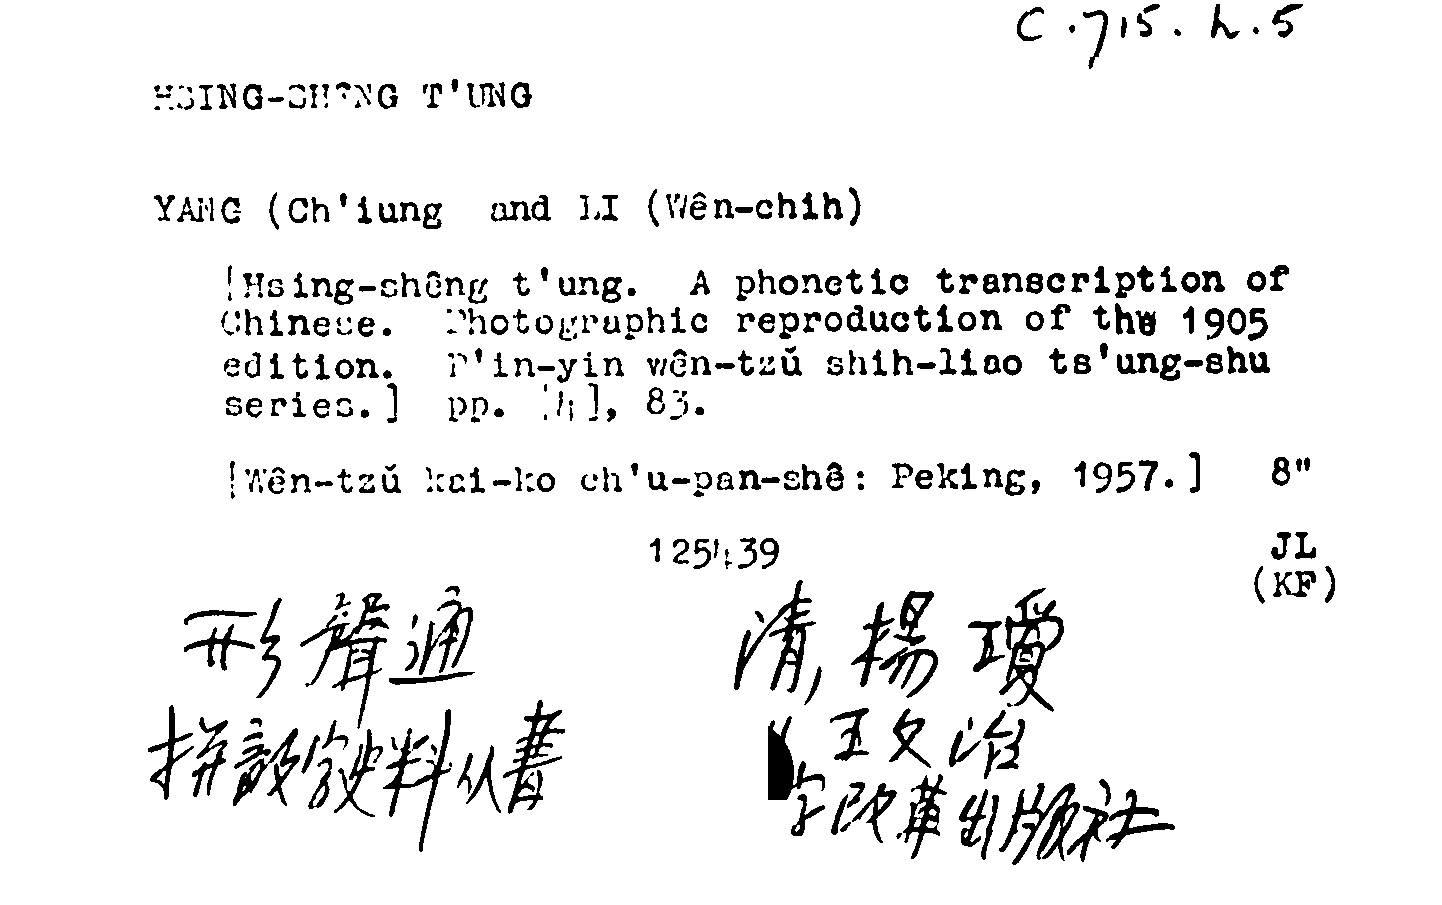 C.715.h.5
HSING-SHÊNG T'UNG
YANG (Ch'iung and LI (Wên-chih)
[Hsing-shêng t'ung. A phonetic transcription of
Chinese. Photographic reproduction of the 1905
edition. P'in-yin wên-tzŭ shih-liao ts'ung-shu
series.] pp. [4], 83.
[Wên-tzŭ kai-ko ch'u-pan-shê: Peking, 1957.] 8"
125439
JL
(KF)
形聲通
清, 楊瓊
拼音文字史料从書
王文治
字改革出版社